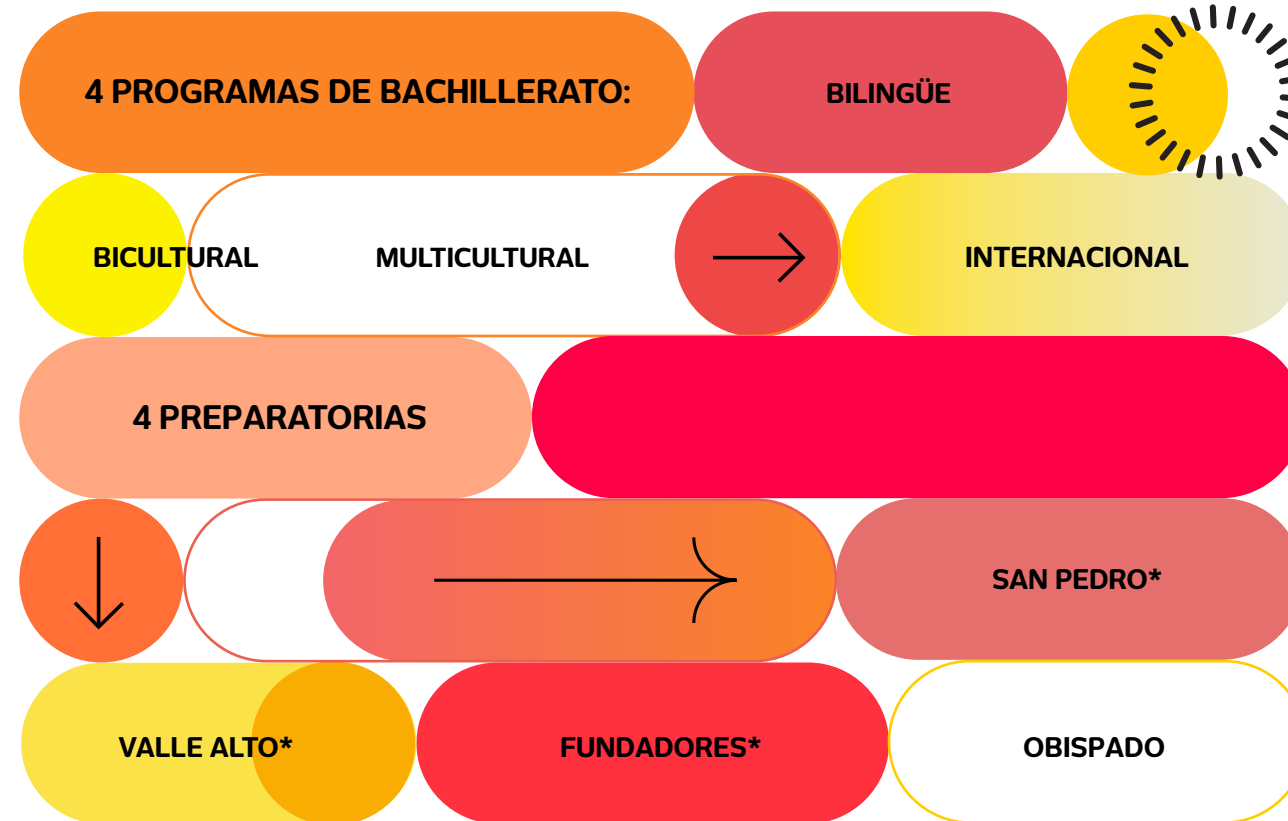 4 PROGRAMAS DE BACHILLERATO:
BILINGÜE
BICULTURAL
MULTICULTURAL
INTERNACIONAL
4 PREPARATORIAS
SAN PEDRO*
VALLE ALTO*
FUNDADORES*
OBISPADO